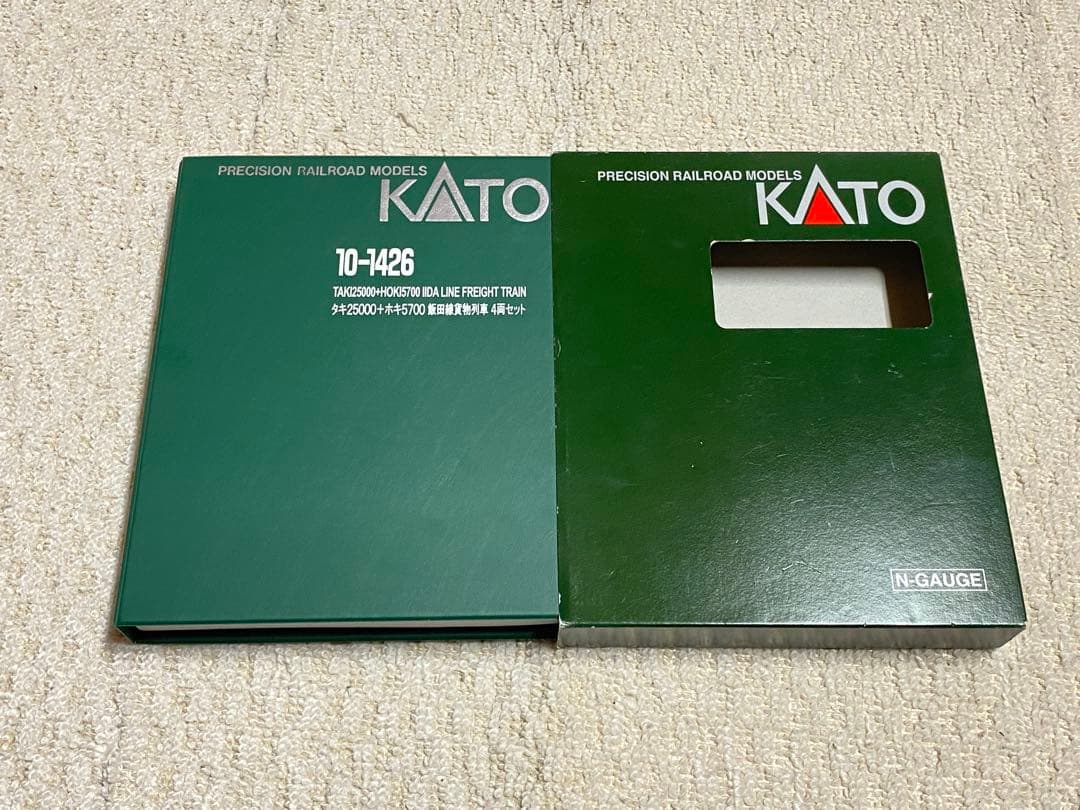 PRECISION RAILROAD MODELS
KATO
10-1426
TAKI25000+HOKI5700 IIDA LINE FREIGHT TRAIN
タキ25000+ホキ5700 飯田線貨物列車 4両セット
PRECISION RAILROAD MODELS
KATO
N-GAUGE